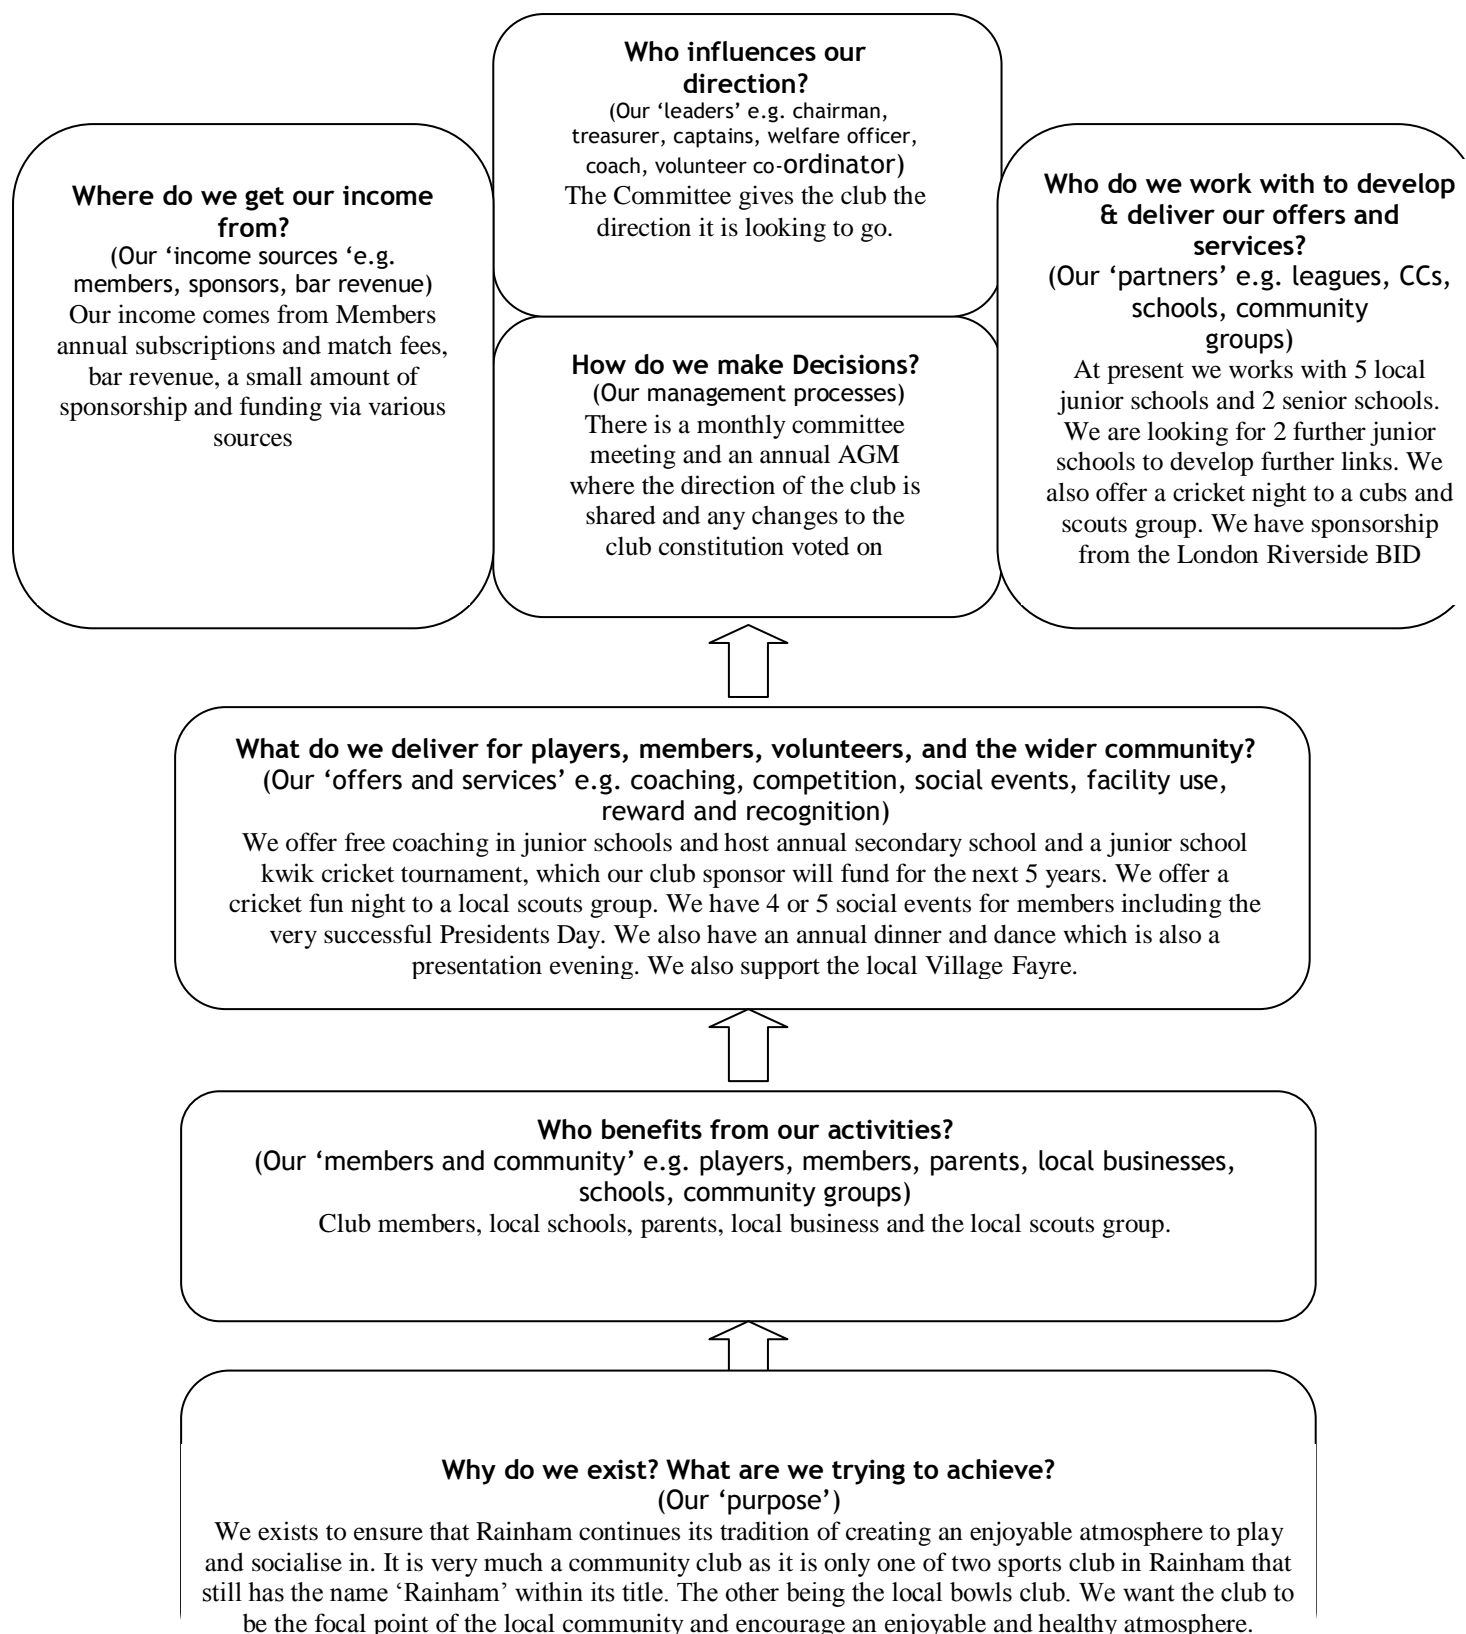 Who influences our
direction?
(Our ‘leaders’ e.g. chairman,
treasurer, captains, welfare officer,
coach, volunteer co-ordinator)
The Committee gives the club the
direction it is looking to go.
Where do we get our income
from?
(Our ‘income sources ‘e.g.
members, sponsors, bar revenue)
Our income comes from Members
annual subscriptions and match fees,
bar revenue, a small amount of
sponsorship and funding via various
sources
How do we make Decisions?
(Our management processes)
There is a monthly committee
meeting and an annual AGM
where the direction of the club is
shared and any changes to the
club constitution voted on
Who do we work with to develop
& deliver our offers and
services?
(Our ‘partners’ e.g. leagues, CCs,
schools, community
groups)
At present we works with 5 local
junior schools and 2 senior schools.
We are looking for 2 further junior
schools to develop further links. We
also offer a cricket night to a cubs and
scouts group. We have sponsorship
from the London Riverside BID
What do we deliver for players, members, volunteers, and the wider community?
(Our ‘offers and services’ e.g. coaching, competition, social events, facility use,
reward and recognition)
We offer free coaching in junior schools and host annual secondary school and a junior school
kwik cricket tournament, which our club sponsor will fund for the next 5 years. We offer a
cricket fun night to a local scouts group. We have 4 or 5 social events for members including the
very successful Presidents Day. We also have an annual dinner and dance which is also a
presentation evening. We also support the local Village Fayre.
Who benefits from our activities?
(Our ‘members and community’ e.g. players, members, parents, local businesses,
schools, community groups)
Club members, local schools, parents, local business and the local scouts group.
Why do we exist? What are we trying to achieve?
(Our ‘purpose’)
We exists to ensure that Rainham continues its tradition of creating an enjoyable atmosphere to play
and socialise in. It is very much a community club as it is only one of two sports club in Rainham that
still has the name ‘Rainham’ within its title. The other being the local bowls club. We want the club to
be the focal point of the local community and encourage an enjoyable and healthy atmosphere.